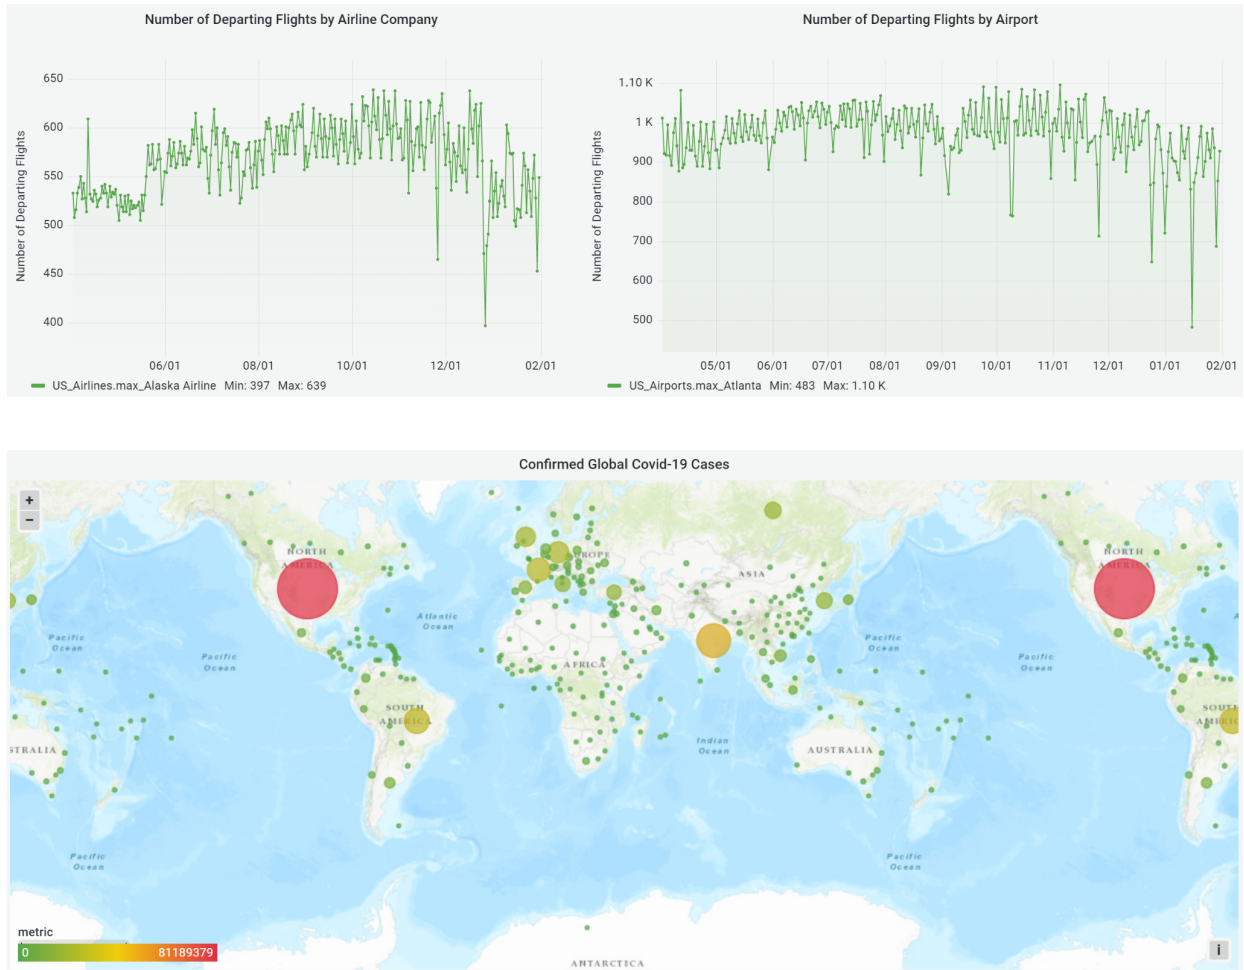 Number of Departing Flights by Airline Company
Number of Departing Flights
650
600
550
500
450
400
06/01 08/01 10/01 12/01 02/01
US_Airlines.max_Alaska Airline Min: 397 Max: 639
Number of Departing Flights by Airport
Number of Departing Flights
1.10 K
1 K
900
800
700
600
500
05/01 06/01 07/01 08/01 09/01 10/01 11/01 12/01 01/01 02/01
US_Airports.max_Atlanta Min: 483 Max: 1.10 K
Confirmed Global Covid-19 Cases
+
−
NORTH
AMERICA
EUROPE
ASIA
NORTH
AMERICA
Atlantic
Ocean
Pacific
Ocean
Pacific
Ocean
Pacific
Ocean
Pacific
Ocean
AFRICA
SOUTH
AMERICA
SOUTH
AMERIC
Indian
Ocean
STRALIA
AUSTRALIA
Pacific
Ocean
Pacific
Ocean
metric
0 81189379
i
ANTARCTICA